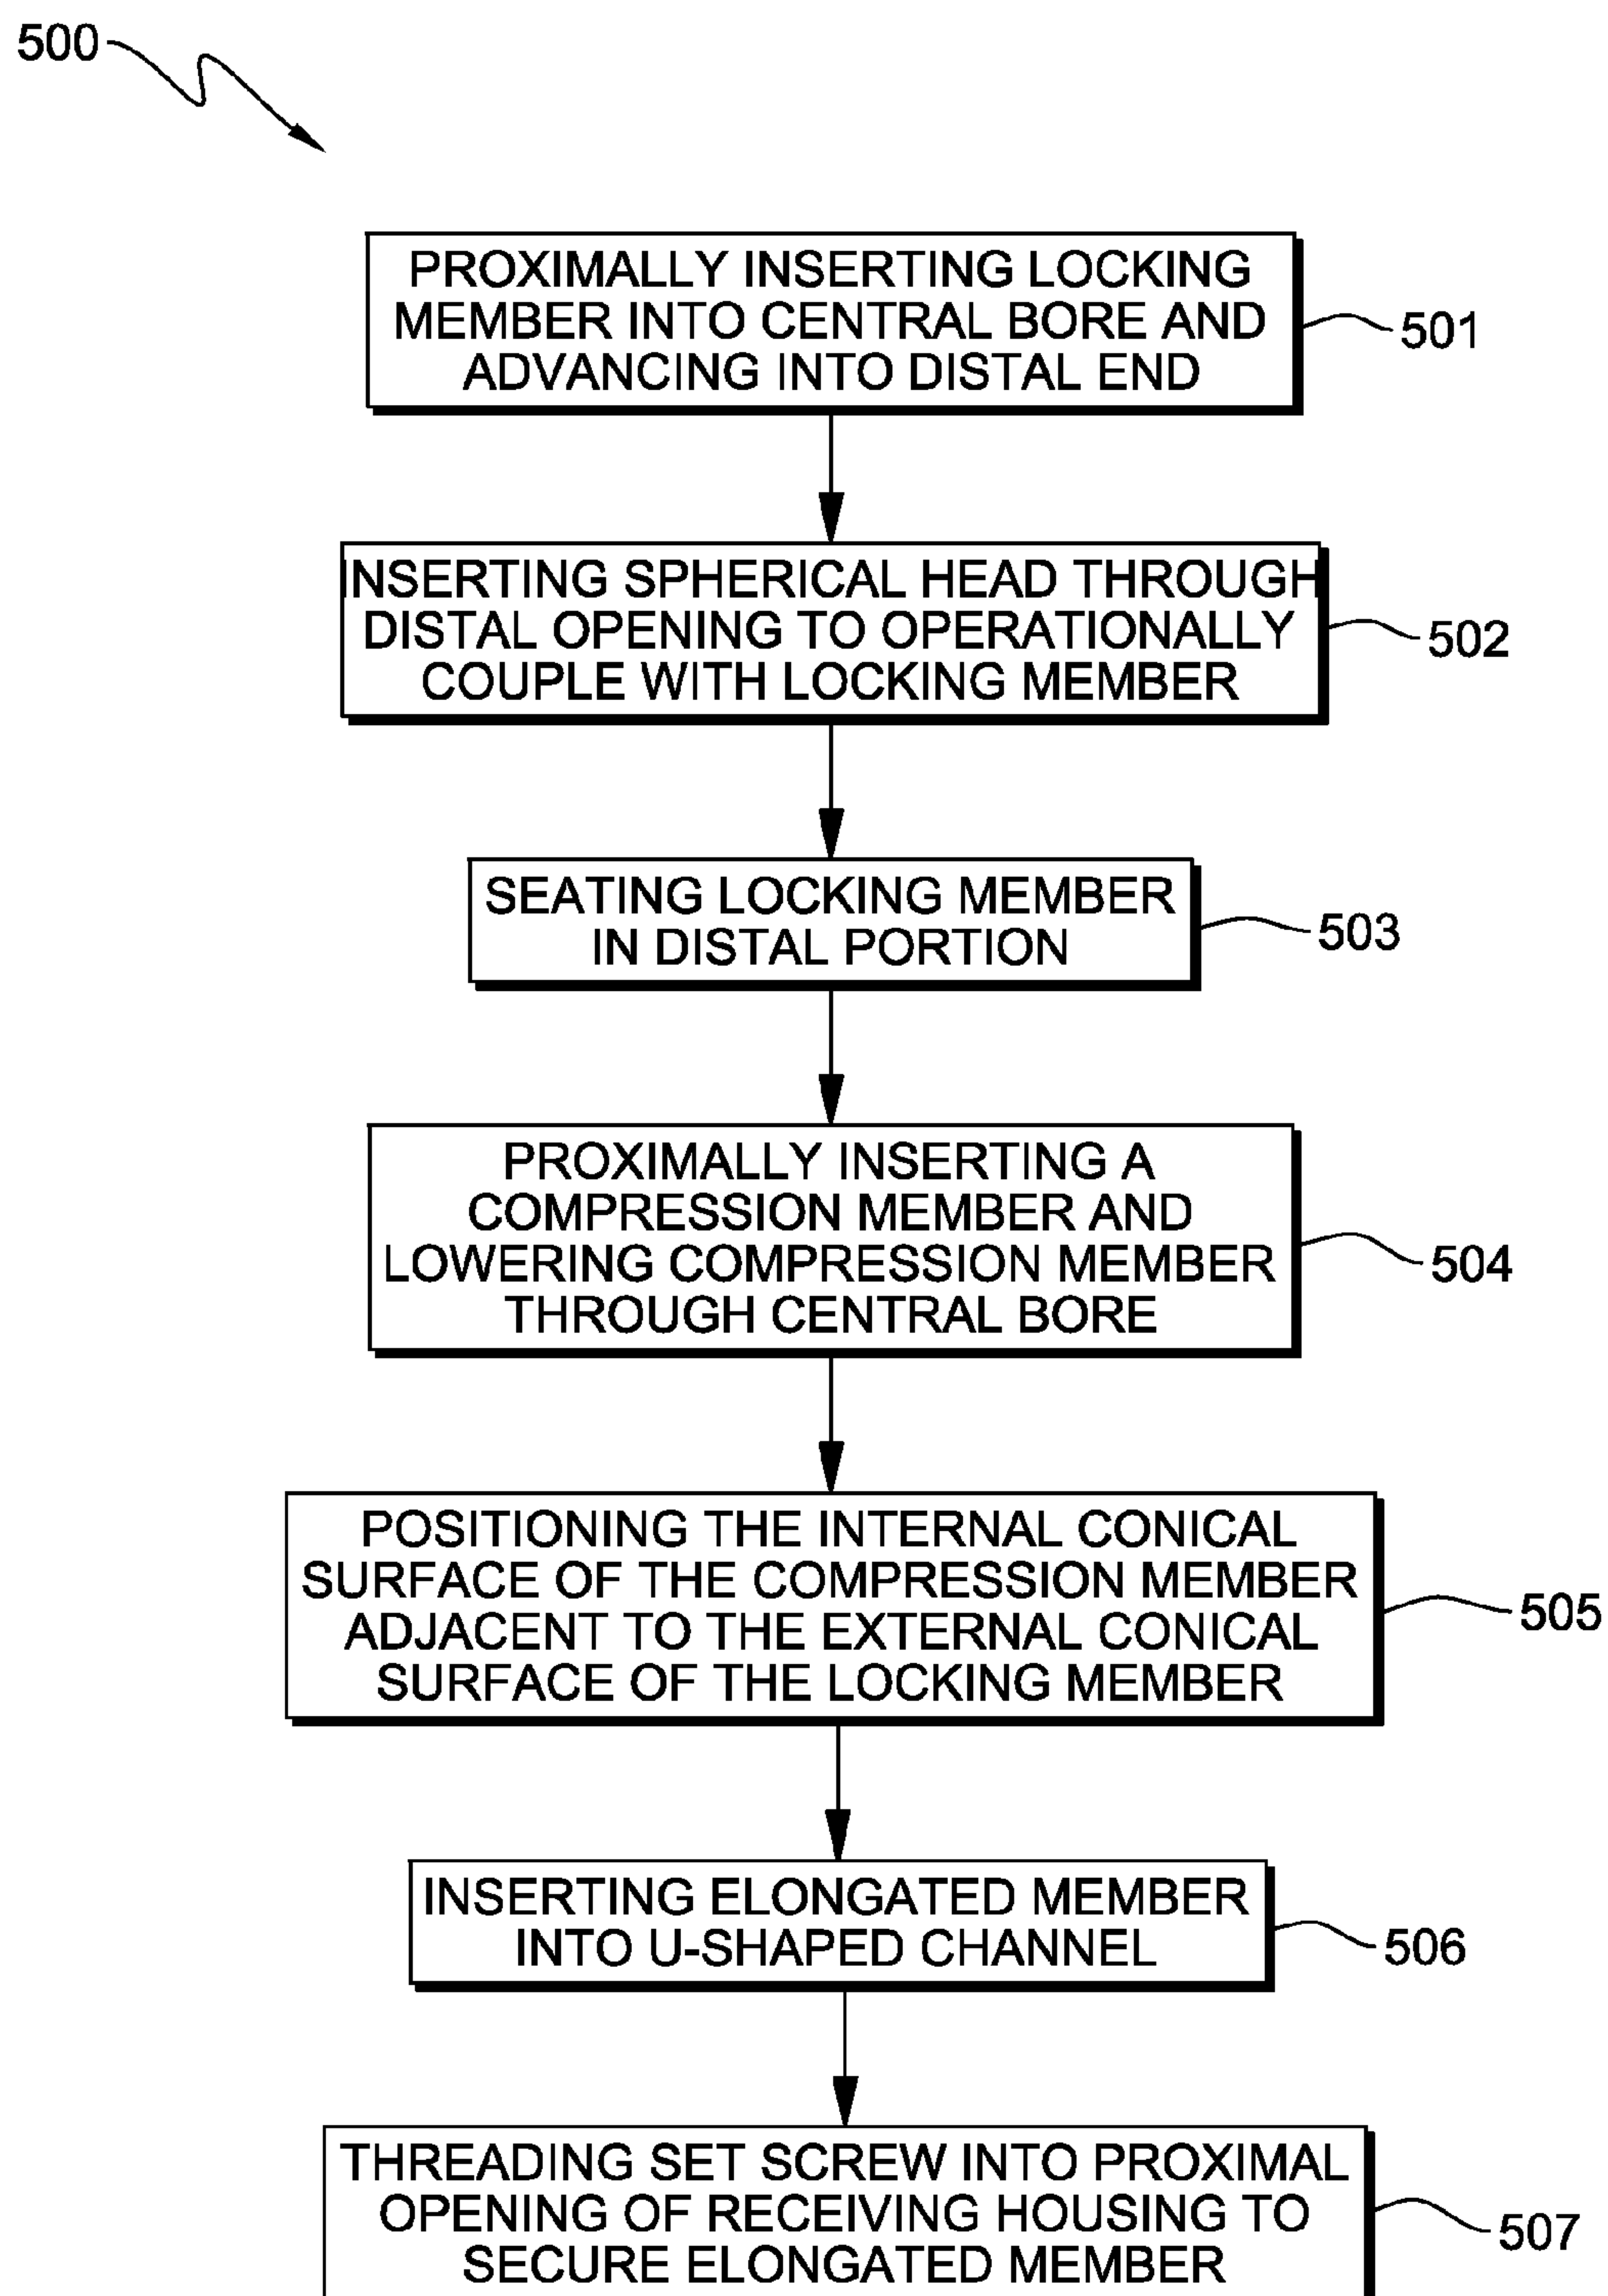 500
PROXIMALLY INSERTING LOCKING
MEMBER INTO CENTRAL BORE AND
ADVANCING INTO DISTAL END
501
INSERTING SPHERICAL HEAD THROUGH
DISTAL OPENING TO OPERATIONALLY
COUPLE WITH LOCKING MEMBER
502
SEATING LOCKING MEMBER
IN DISTAL PORTION
503
PROXIMALLY INSERTING A
COMPRESSION MEMBER AND
LOWERING COMPRESSION MEMBER
THROUGH CENTRAL BORE
504
POSITIONING THE INTERNAL CONICAL
SURFACE OF THE COMPRESSION MEMBER
ADJACENT TO THE EXTERNAL CONICAL
SURFACE OF THE LOCKING MEMBER
505
INSERTING ELONGATED MEMBER
INTO U-SHAPED CHANNEL
506
THREADING SET SCREW INTO PROXIMAL
OPENING OF RECEIVING HOUSING TO
SECURE ELONGATED MEMBER
507